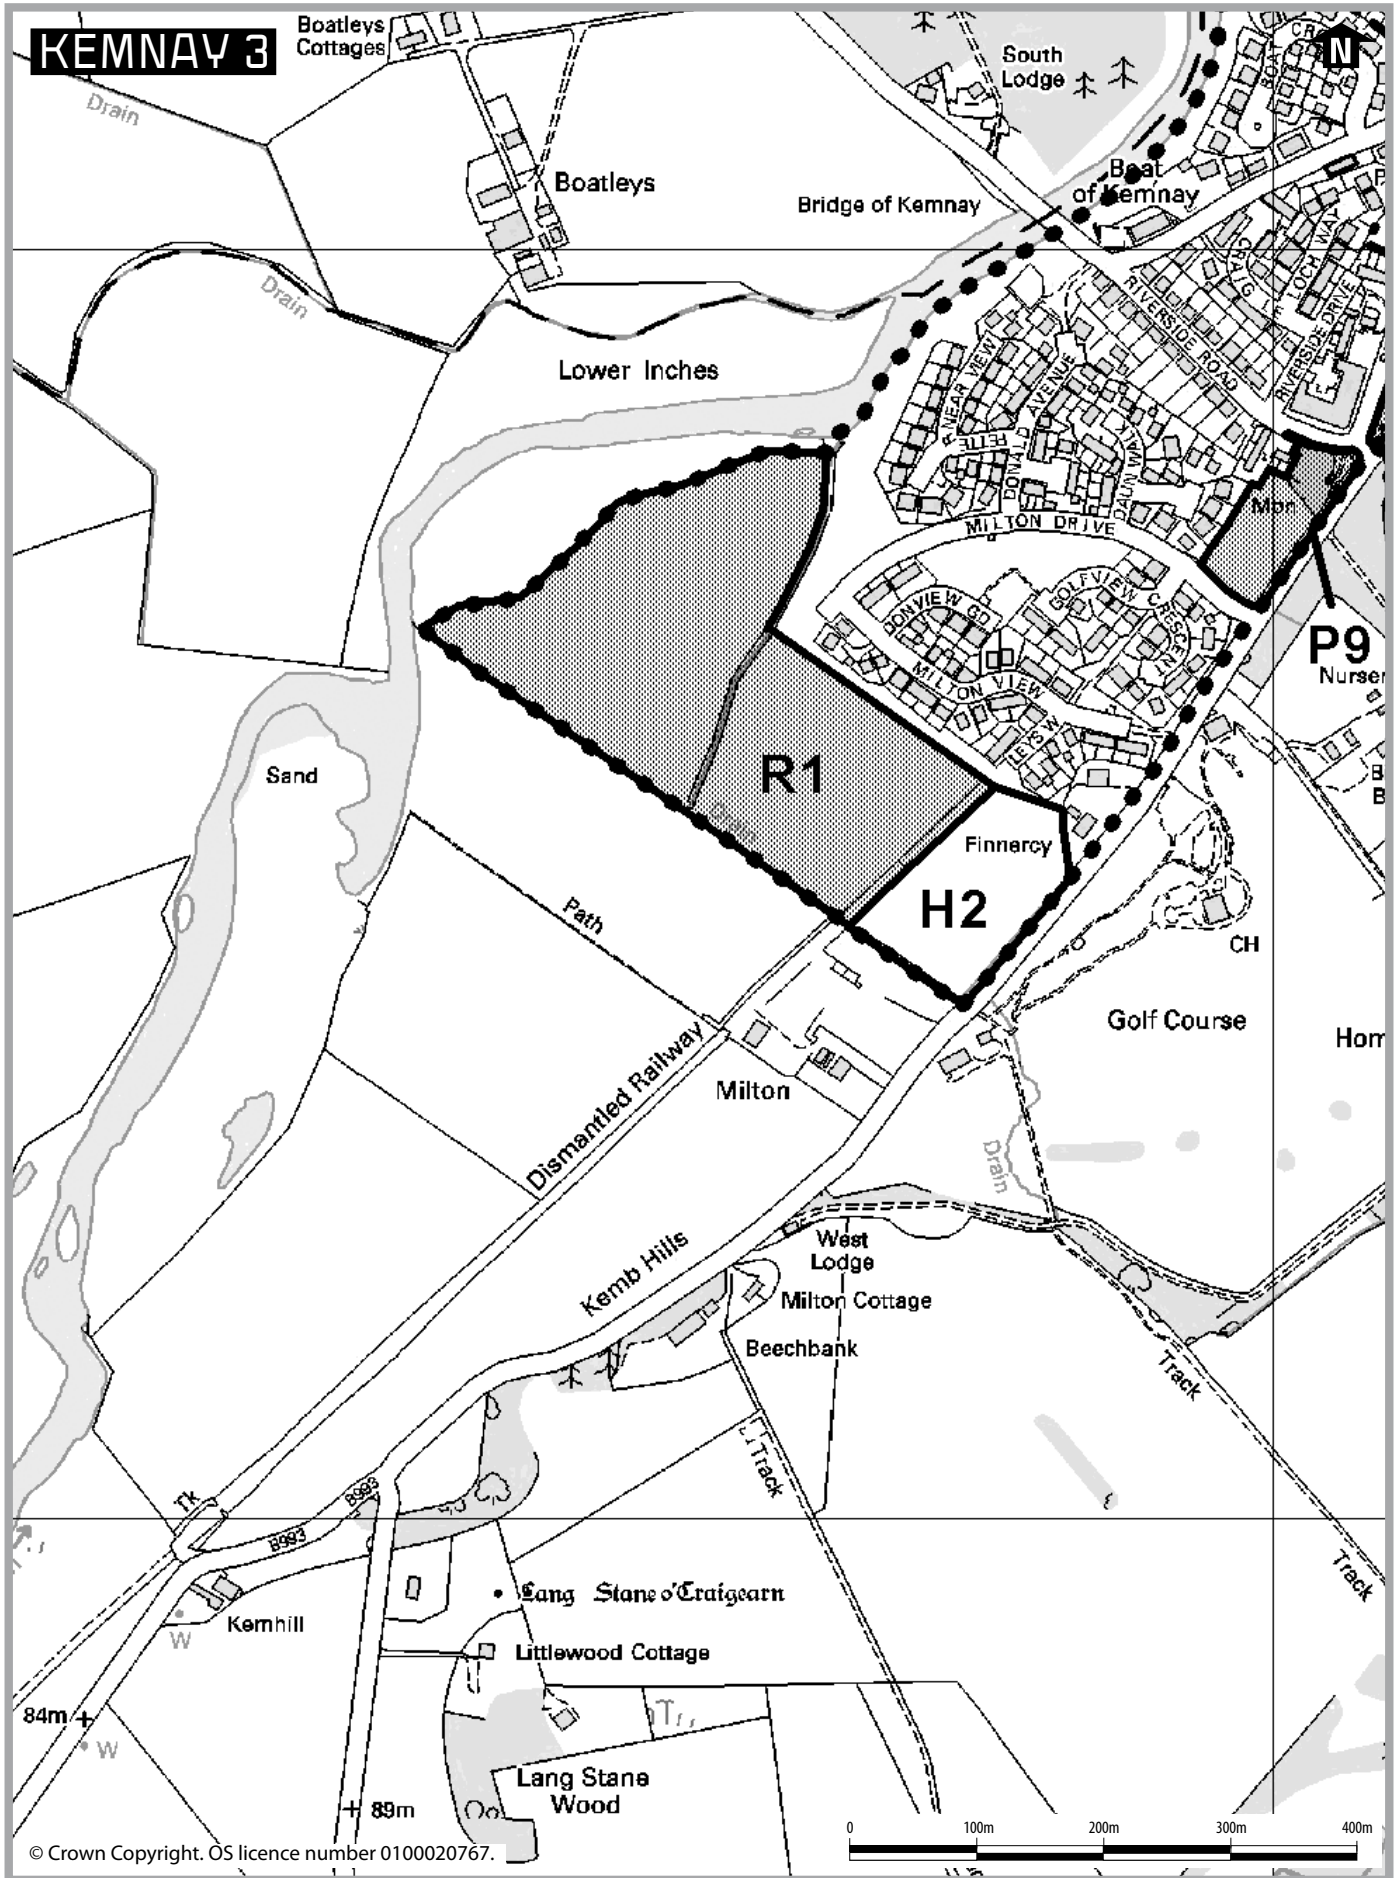 KEMNAY 3
Boatleys
Cottages
South
Lodge
N
Drain
Boatleys
Bridge of Kemnay
Boat
of Kemnay
Drain
CRAIG
LOCH WAY
RIVERSIDE ROAD
RIVERSIDE DRIVE
Lower Inches
AVENUE
DONALD
MILTON DRIVE
Mon
DONVIEW GD
GOLFVIEW CRESCENT
P9
MILTON VIEW
Sand
R1
Drain
Finnercy
H2
Path
CH
Golf Course
Dismantled Railway
Milton
Drain
Kemb Hills
West
Lodge
Milton Cottage
Beechbank
Track
Track
Tk
B993
B993
Track
Lang Stane o'Craigearn
Kemhill
W
Littlewood Cottage
84m
W
Lang Stane
Wood
89m
0 100m 200m 300m 400m
© Crown Copyright. OS licence number 0100020767.